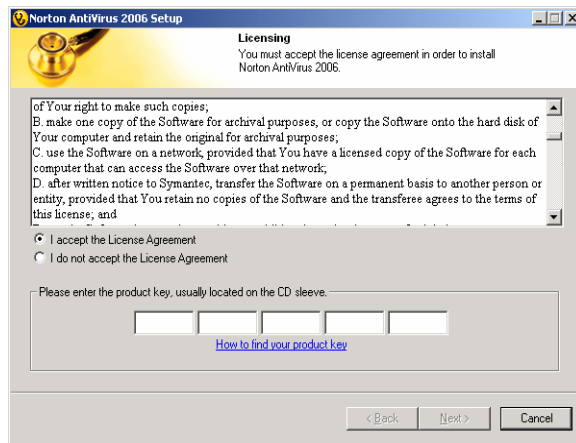 Norton AntiVirus 2006 Setup
Licensing
You must accept the license agreement in order to install
Norton AntiVirus 2006.
of Your right to make such copies;
B. make one copy of the Software for archival purposes, or copy the Software onto the hard disk of
Your computer and retain the original for archival purposes;
C. use the Software on a network, provided that You have a licensed copy of the Software for each
computer that can access the Software over that network;
D. after written notice to Symantec, transfer the Software on a permanent basis to another person or
entity, provided that You retain no copies of the Software and the transferee agrees to the terms of
this license; and
I accept the License Agreement
I do not accept the License Agreement
Please enter the product key, usually located on the CD sleeve.
How to find your product key
< Back
Next >
Cancel